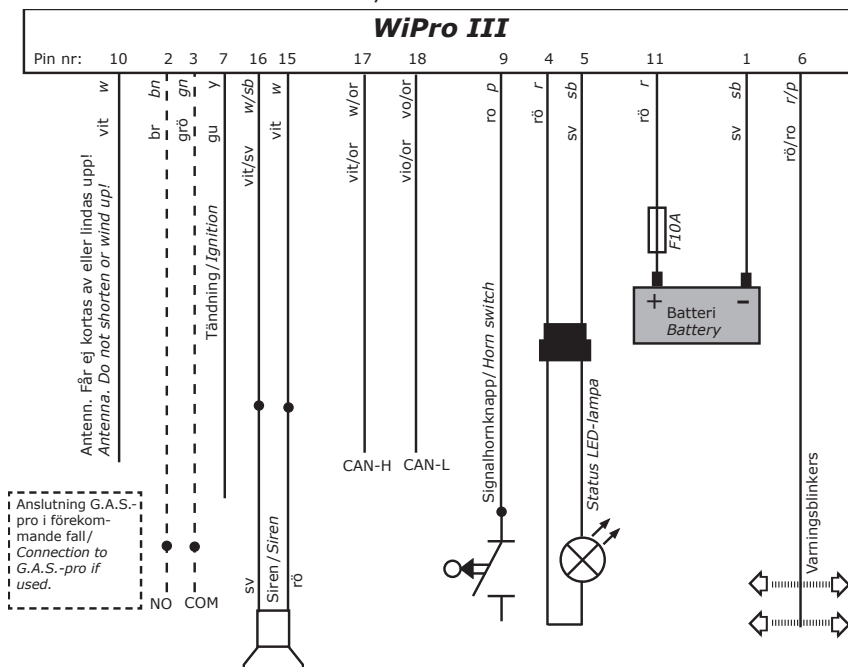 WiPro III
Pin nr: 10 2 3 7 16 15 17 18 9 4 5 11 1 6
w bn gn y w/sb w w/or vo/or p r sb r sb r/p
vit br grö gu vit/sv vit vit/or vio/or ro rö sv rö sv rö/ro
Antenn. Får ej kortas av eller lindas upp!
Antenna. Do not shorten or wind up!
Tändning/Ignition
CAN-H CAN-L
Signalhornknapp/Horn switch
Status LED-lampa
F10A
+ -
Batteri
Battery
Varningsblinkers
Anslutning G.A.S.-
pro i förekom-
mande fall/
Connection to
G.A.S.-pro if
used.
NO COM
sv
Siren/Siren
rö